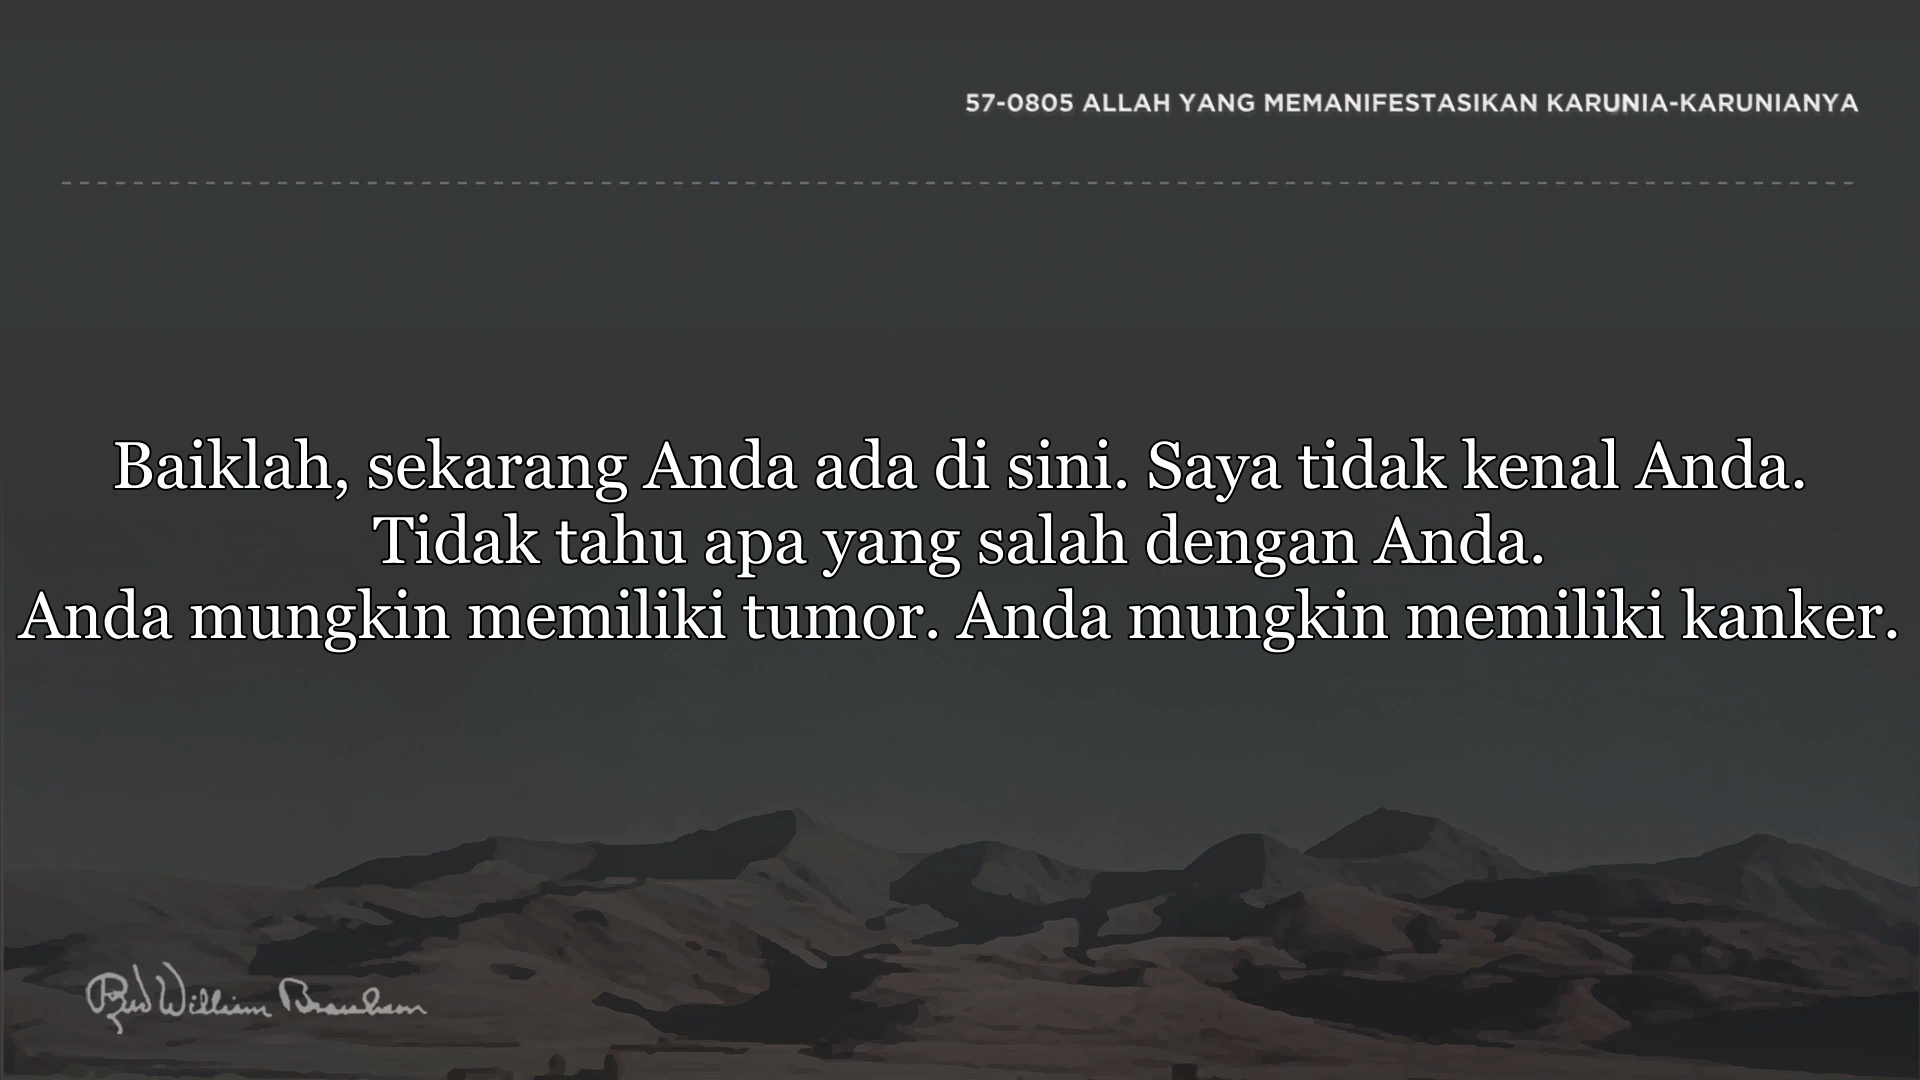 57-0805 ALLAH YANG MEMANIFESTASIKAN KARUNIA-KARUNIANYA
Baiklah, sekarang Anda ada di sini. Saya tidak kenal Anda.
Tidak tahu apa yang salah dengan Anda.
Anda mungkin memiliki tumor. Anda mungkin memiliki kanker.
Rev William Branham